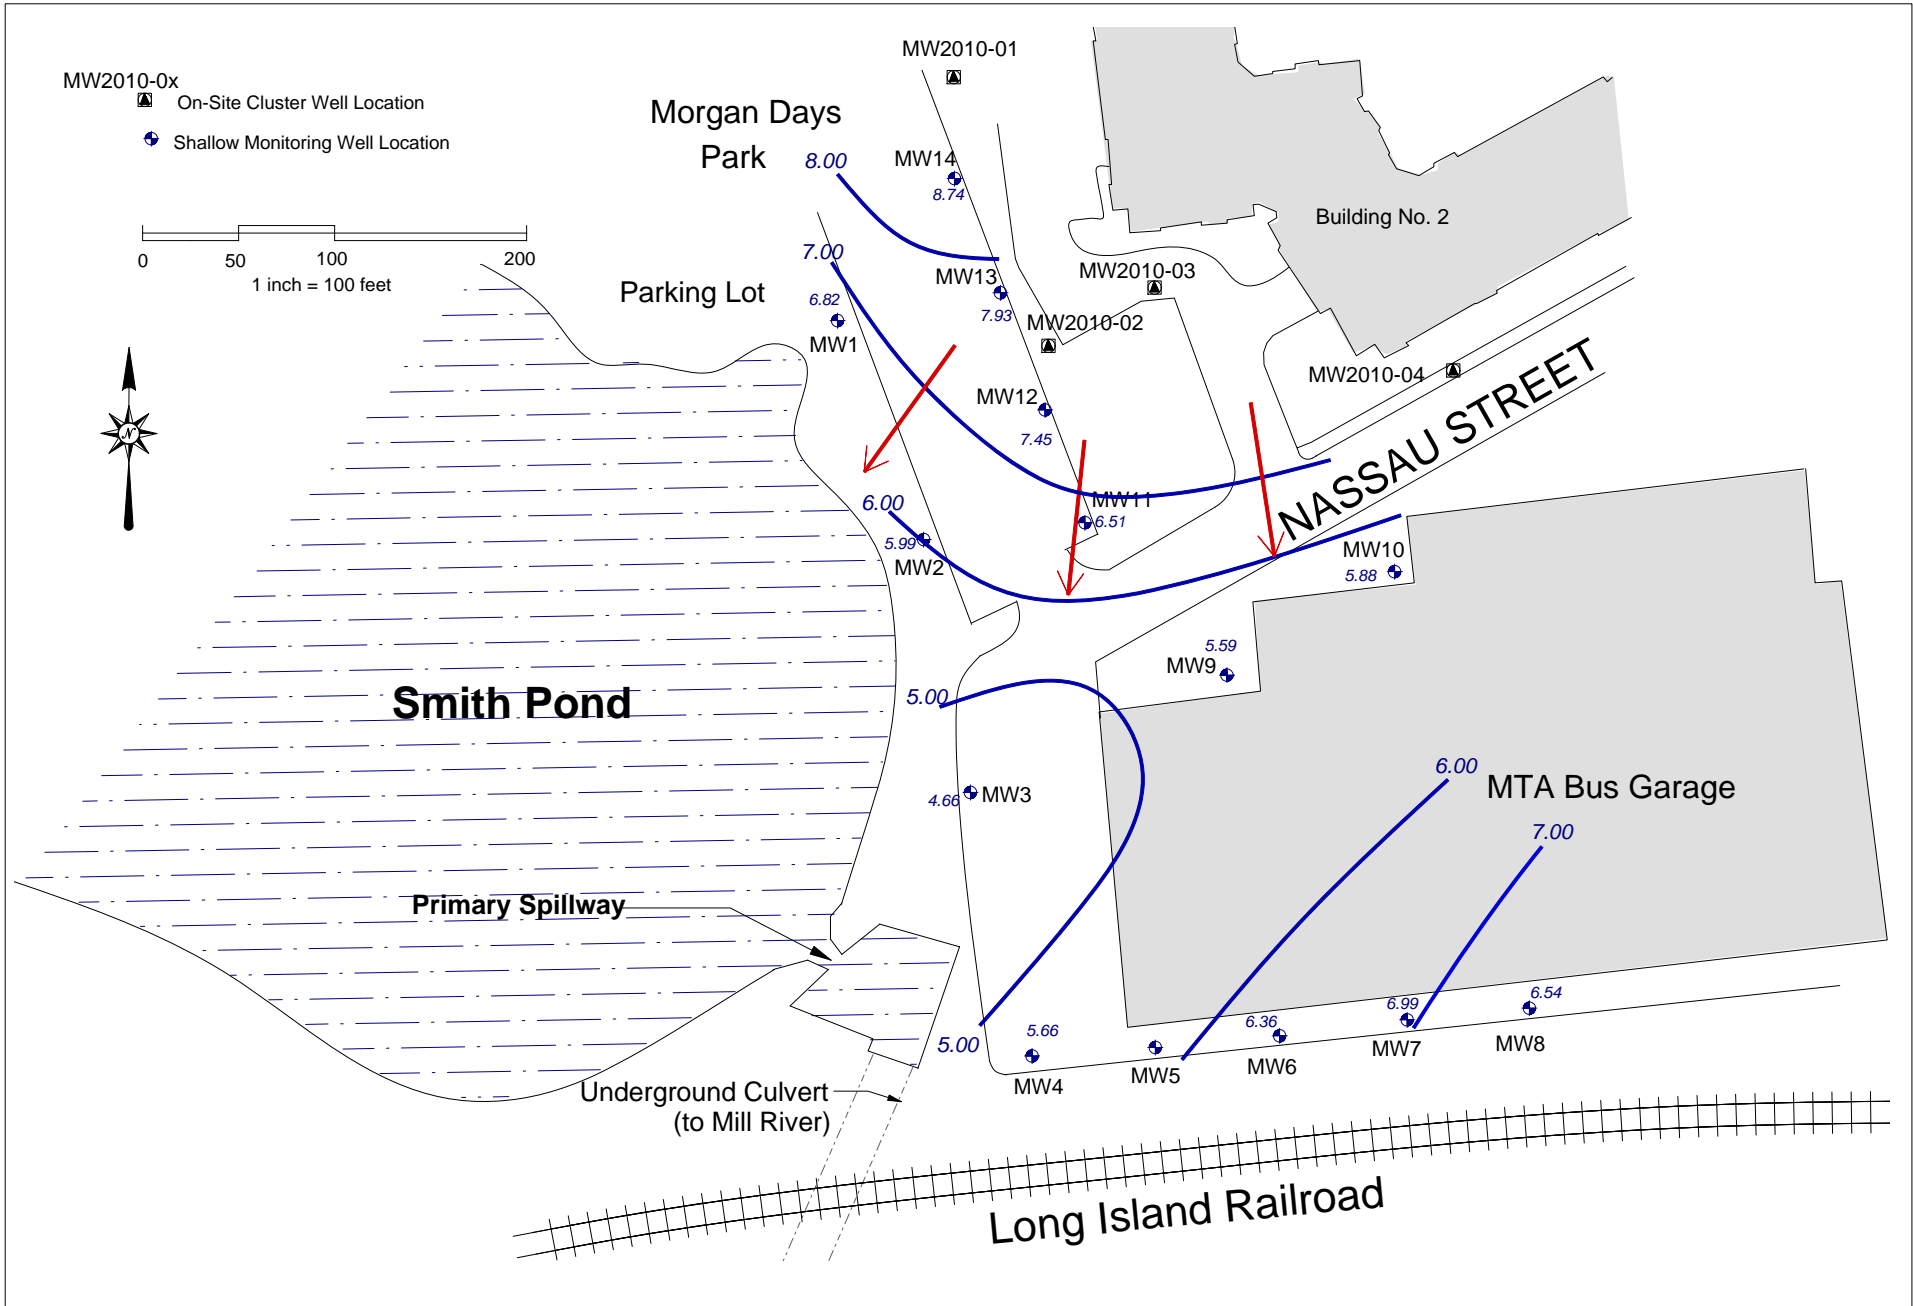 MW2010-0x
On-Site Cluster Well Location
Shallow Monitoring Well Location
0 50 100 200
1 inch = 100 feet
N
MW2010-01
Morgan Days
Park
8.00
MW14
8.74
Building No. 2
7.00
Parking Lot
6.82
MW1
MW13
7.93
MW2010-03
MW2010-02
MW12
7.45
MW2010-04
NASSAU STREET
6.00
5.99
MW2
MW11
6.51
MW10
5.88
5.59
MW9
Smith Pond
5.00
4.66
MW3
6.00
MTA Bus Garage
7.00
Primary Spillway
5.00
5.66
MW4
MW5
6.36
MW6
6.99
MW7
6.54
MW8
Underground Culvert
(to Mill River)
Long Island Railroad